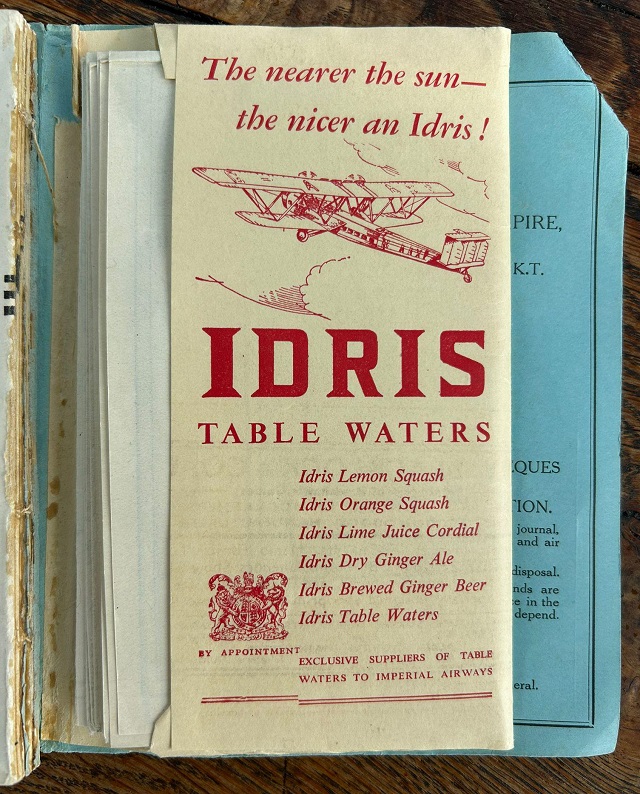 The nearer the sun—
the nicer an Idris!
IDRIS
TABLE WATERS
Idris Lemon Squash
Idris Orange Squash
Idris Lime Juice Cordial
Idris Dry Ginger Ale
Idris Brewed Ginger Beer
Idris Table Waters
BY APPOINTMENT
EXCLUSIVE SUPPLIERS OF TABLE
WATERS TO IMPERIAL AIRWAYS
PIRE,
K.T.
EQUES
TION.
journal,
and air
disposal.
nds are
ce in the
depend.
eral.